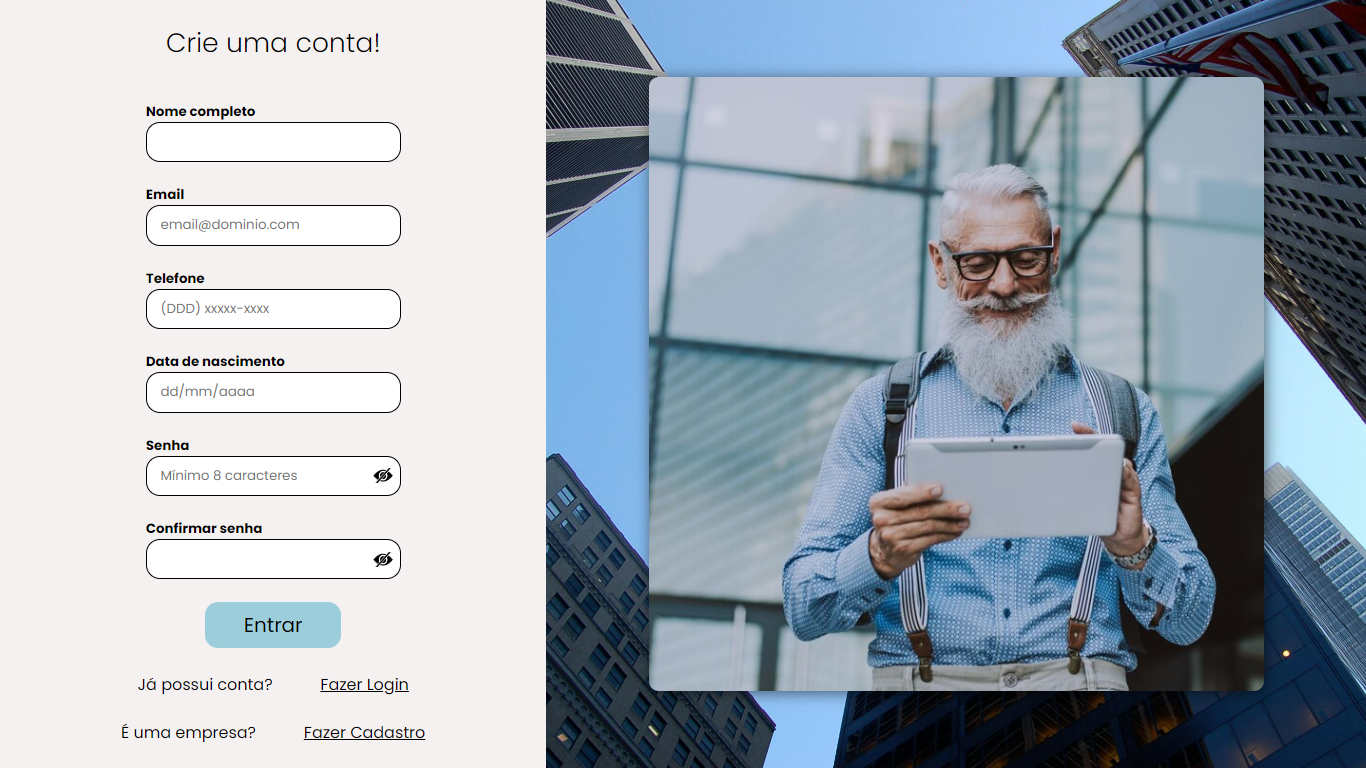 Crie uma conta!
Nome completo
Email
email@dominio.com
Telefone
(DDD) xxxxx-xxxx
Data de nascimento
dd/mm/aaaa
Senha
Mínimo 8 caracteres
Confirmar senha
Entrar
Já possui conta? Fazer Login
É uma empresa? Fazer Cadastro